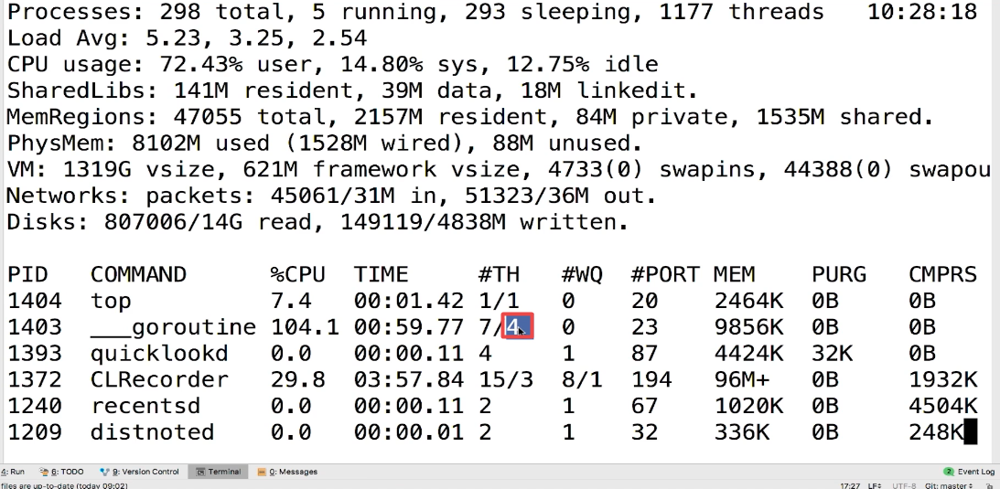 Processes: 298 total, 5 running, 293 sleeping, 1177 threads 10:28:18
Load Avg: 5.23, 3.25, 2.54
CPU usage: 72.43% user, 14.80% sys, 12.75% idle
SharedLibs: 141M resident, 39M data, 18M linkedit.
MemRegions: 47055 total, 2157M resident, 84M private, 1535M shared.
PhysMem: 8102M used (1528M wired), 88M unused.
VM: 1319G vsize, 621M framework vsize, 4733(0) swapins, 44388(0) swapou
Networks: packets: 45061/31M in, 51323/36M out.
Disks: 807006/14G read, 149119/4838M written.
PID COMMAND %CPU TIME #TH #WQ #PORT MEM PURG CMPRS
1404 top 7.4 00:01.42 1/1 0 20 2464K 0B 0B
1403 ___goroutine 104.1 00:59.77 7/4 0 23 9856K 0B 0B
1393 quicklookd 0.0 00:00.11 4 1 87 4424K 32K 0B
1372 CLRecorder 29.8 03:57.84 15/3 8/1 194 96M+ 0B 1932K
1240 recentsd 0.0 00:00.11 2 1 67 1020K 0B 4504K
1209 distnoted 0.0 00:00.01 2 1 32 336K 0B 248K
4: Run 6: TODO 9: Version Control Terminal 0: Messages 2 Event Log
files are up-to-date (today 09:02) 17:27 LF UTF-8 Git: master